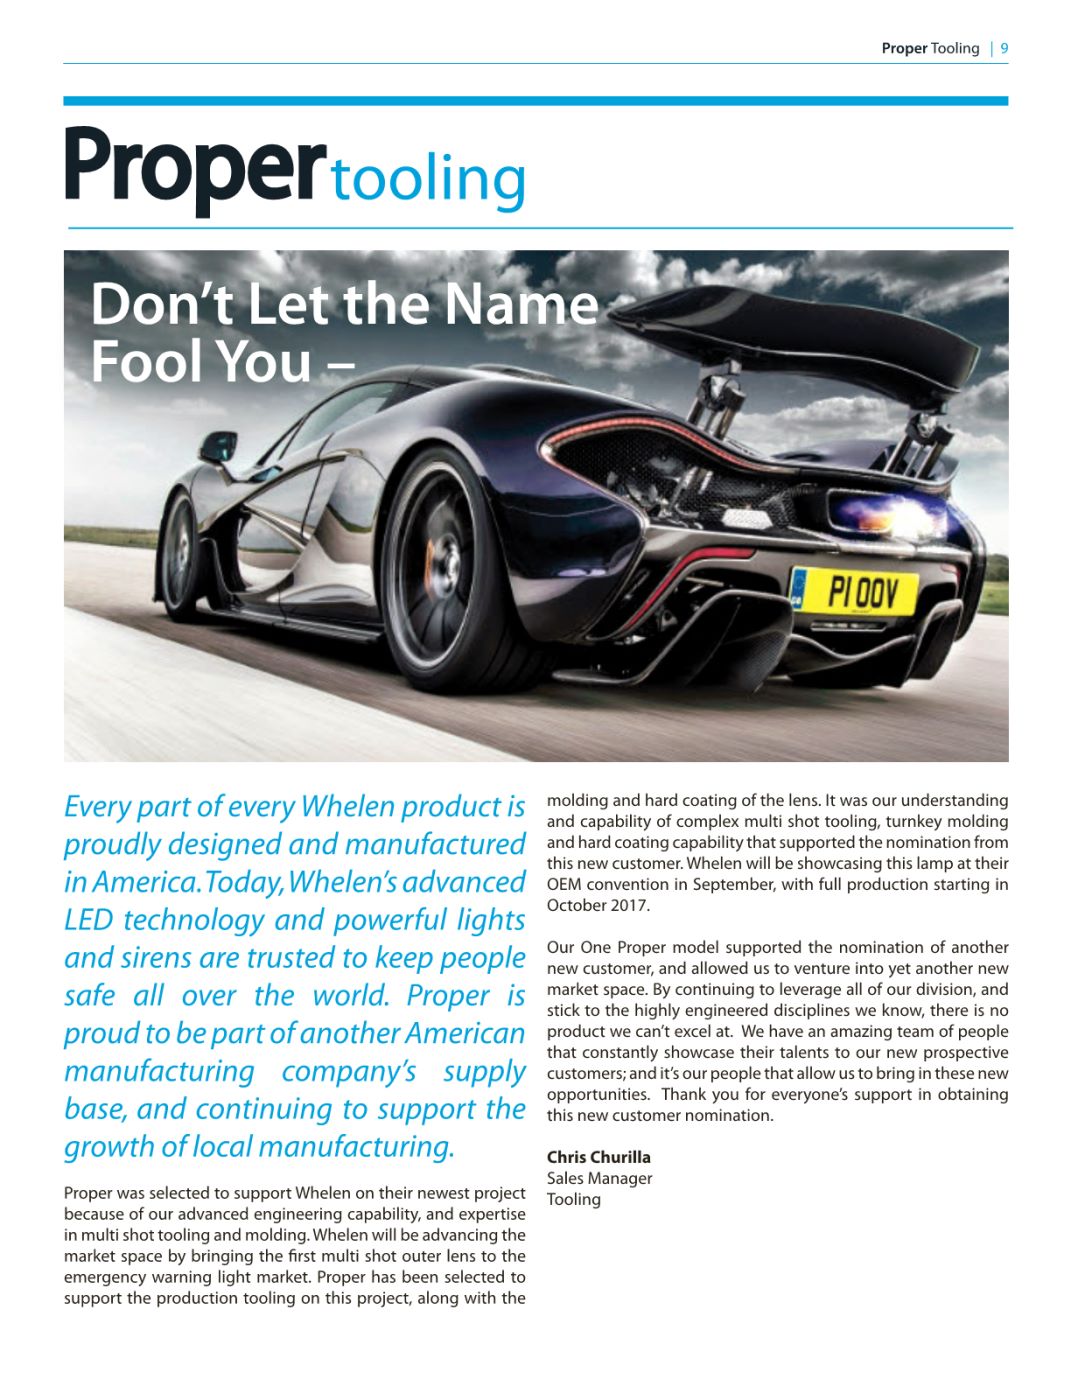 Proper Tooling | 9
Proper tooling
Don’t Let the Name
Fool You –
P1 OOV
GB
Every part of every Whelen product is
proudly designed and manufactured
in America. Today, Whelen’s advanced
LED technology and powerful lights
and sirens are trusted to keep people
safe all over the world. Proper is
proud to be part of another American
manufacturing company’s supply
base, and continuing to support the
growth of local manufacturing.
Proper was selected to support Whelen on their newest project
because of our advanced engineering capability, and expertise
in multi shot tooling and molding. Whelen will be advancing the
market space by bringing the first multi shot outer lens to the
emergency warning light market. Proper has been selected to
support the production tooling on this project, along with the
molding and hard coating of the lens. It was our understanding
and capability of complex multi shot tooling, turnkey molding
and hard coating capability that supported the nomination from
this new customer. Whelen will be showcasing this lamp at their
OEM convention in September, with full production starting in
October 2017.
Our One Proper model supported the nomination of another
new customer, and allowed us to venture into yet another new
market space. By continuing to leverage all of our division, and
stick to the highly engineered disciplines we know, there is no
product we can’t excel at.  We have an amazing team of people
that constantly showcase their talents to our new prospective
customers; and it’s our people that allow us to bring in these new
opportunities.  Thank you for everyone’s support in obtaining
this new customer nomination.
Chris Churilla
Sales Manager
Tooling